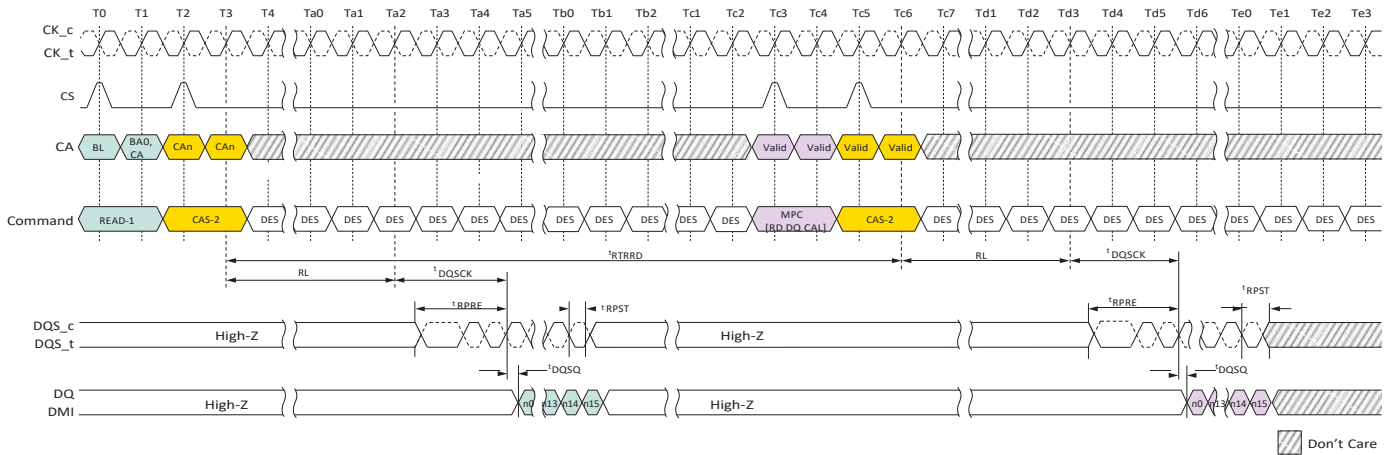 T0 T1 T2 T3 T4 Ta0 Ta1 Ta2 Ta3 Ta4 Ta5 Tb0 Tb1 Tb2 Tc1 Tc2 Tc3 Tc4 Tc5 Tc6 Tc7 Td1 Td2 Td3 Td4 Td5 Td6 Te0 Te1 Te2 Te3
CK_c
CK_t
CS
CA BL BA0, CA CAn CAn Valid Valid Valid Valid
Command READ-1 CAS-2 DES DES DES DES DES DES DES DES DES DES DES DES MPC [RD DQ CAL] CAS-2 DES DES DES DES DES DES DES DES DES DES DES
tRTRRD
RL tDQSCK RL tDQSCK
tRPRE tRPST tRPRE tRPST
DQS_c
DQS_t
High-Z High-Z
tDQSQ tDQSQ
DQ
DMI
High-Z n0 n13 n14 n15 High-Z n0 n13 n14 n15
Don't Care